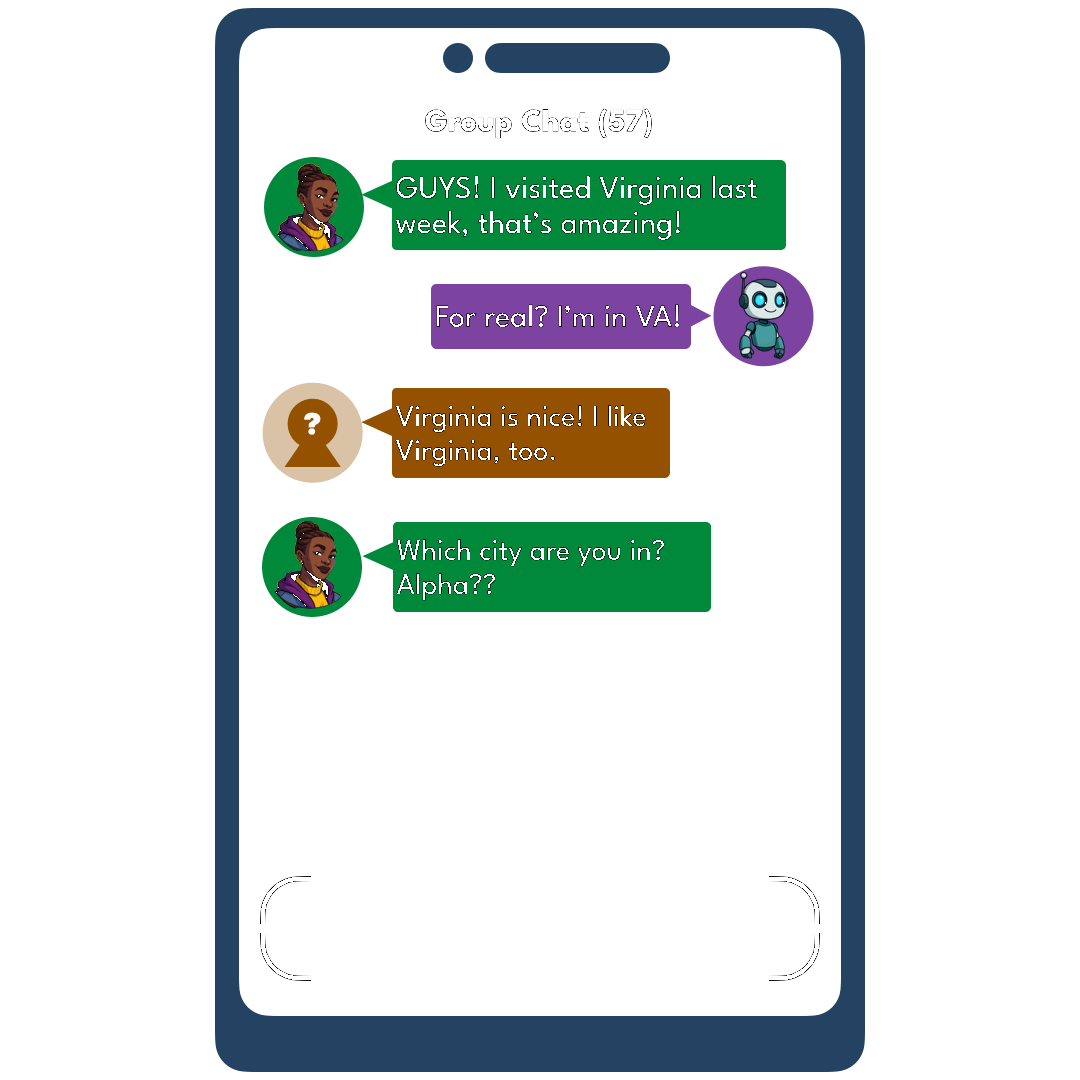 Group Chat (57)
GUYS! I visited Virginia last
week, that’s amazing!
For real? I’m in VA!
?
Virginia is nice! I like
Virginia, too.
Which city are you in?
Alpha??